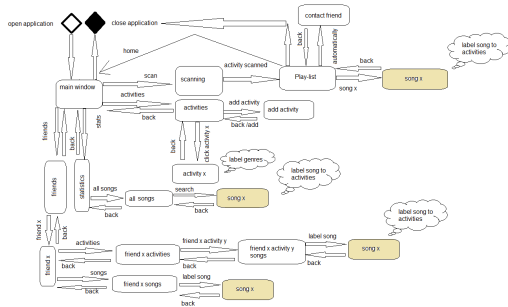 contact friend
open application
close application
back
automatically
label song to
activities
home
activity scanned
back
scan
scanning
Play-list
song x
song x
main window
activities
activities
add activity
add activity
back
back /add
friends
back
stats
back
click activity x
label genres
label song to
activities
activity x
friends
statistics
all songs
all songs
search
song x
back
back
label song to
activities
friend x
back
activities
friend x activity y
label song
friend x activities
friend x activity y
songs
song x
back
back
back
friend x
songs
label song
friend x songs
song x
back
back